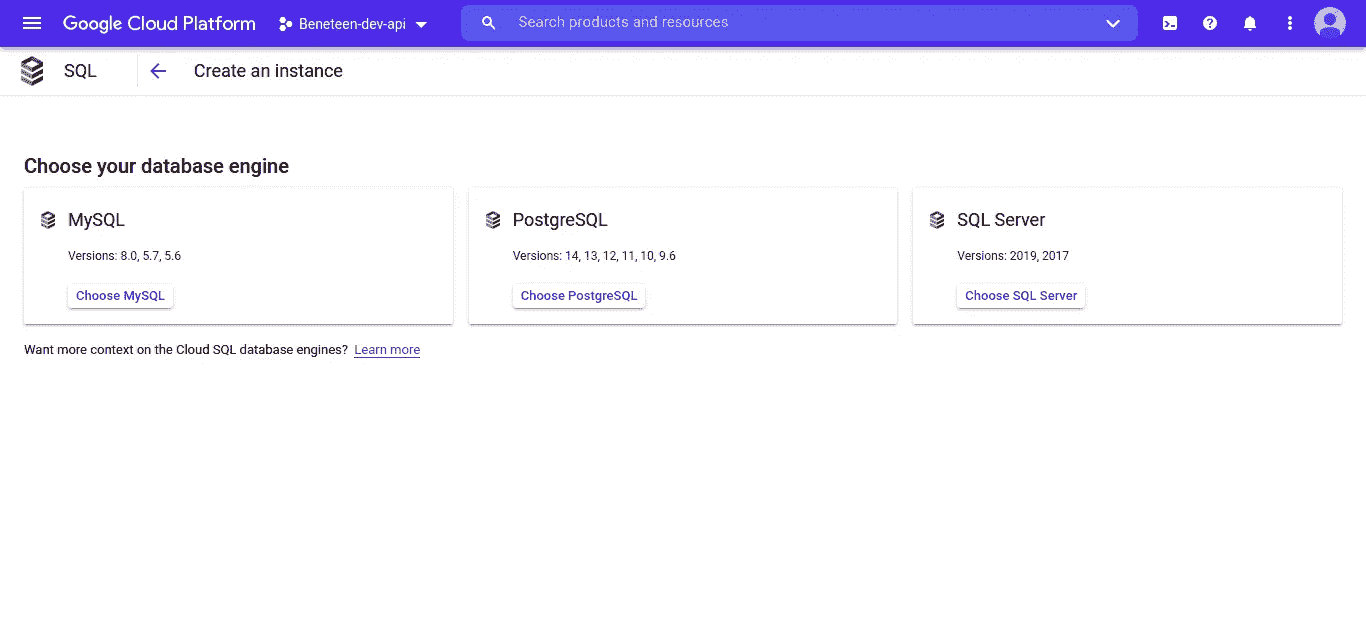 Google Cloud Platform Beneteen-dev-api Search products and resources
SQL Create an instance
Choose your database engine
MySQL
Versions: 8.0, 5.7, 5.6
Choose MySQL
PostgreSQL
Versions: 14, 13, 12, 11, 10, 9.6
Choose PostgreSQL
SQL Server
Versions: 2019, 2017
Choose SQL Server
Want more context on the Cloud SQL database engines? Learn more